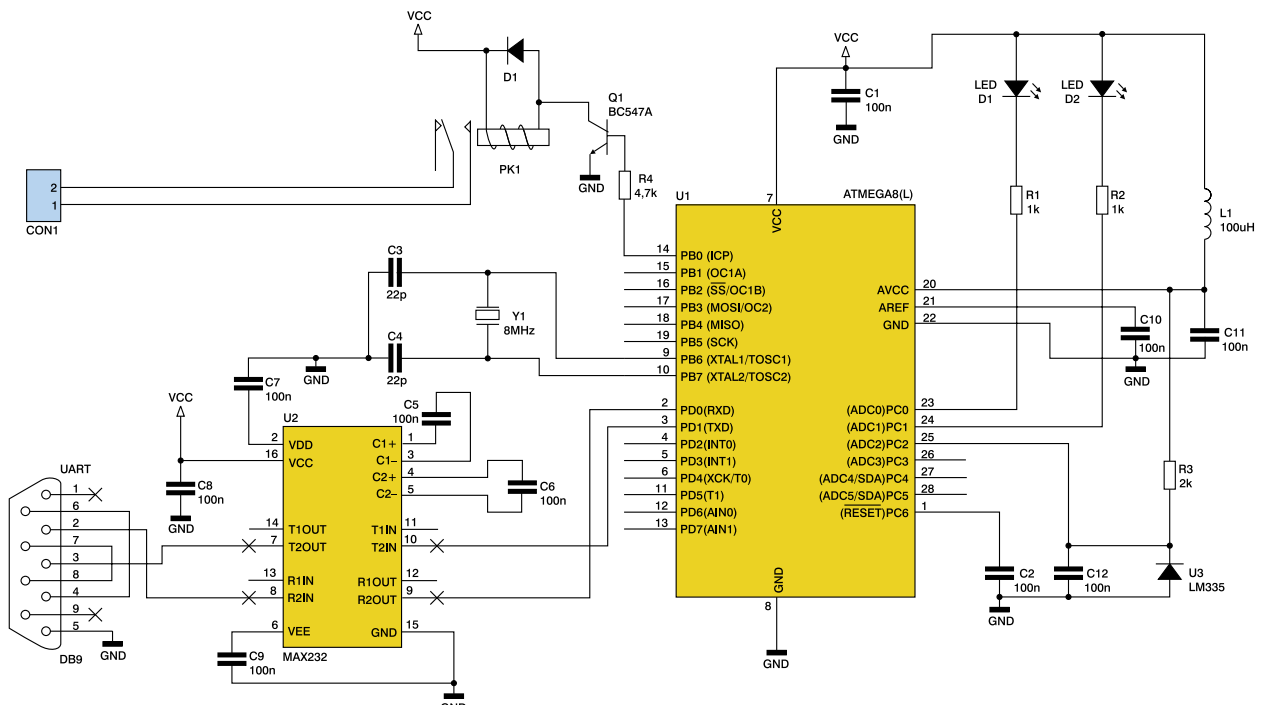 VCC
D1
Q1
BC547A
PK1
GND
R4
4,7k
2
1
CON1
VCC
C1
100n
GND
LED
D1
LED
D2
R1
1k
R2
1k
L1
100uH
U1
ATMEGA8(L)
7
VCC
14 PB0 (ICP)
15 PB1 (OC1A)
16 PB2 (SS/OC1B)
17 PB3 (MOSI/OC2)
18 PB4 (MISO)
19 PB5 (SCK)
9 PB6 (XTAL1/TOSC1)
10 PB7 (XTAL2/TOSC2)
2 PD0(RXD)
3 PD1(TXD)
4 PD2(INT0)
5 PD3(INT1)
6 PD4(XCK/T0)
11 PD5(T1)
12 PD6(AIN0)
13 PD7(AIN1)
AVCC 20
AREF 21
GND 22
(ADC0)PC0 23
(ADC1)PC1 24
(ADC2)PC2 25
(ADC3)PC3 26
(ADC4/SDA)PC4 27
(ADC5/SDA)PC5 28
(RESET)PC6 1
GND
8
GND
C10
100n
GND
C11
100n
R3
2k
C2
100n
GND
C12
100n
U3
LM335
C3
22p
C4
22p
Y1
8MHz
GND
C7
100n
VCC
C8
100n
GND
U2
C5
100n
C6
100n
2 VDD
16 VCC
14 T1OUT
7 T2OUT
13 R1IN
8 R2IN
6 VEE
C1+ 1
C1– 3
C2+ 4
C2– 5
T1IN 11
T2IN 10
R1OUT 12
R2OUT 9
GND 15
MAX232
C9
100n
GND
UART
1
6
2
7
3
8
4
9
5
GND
DB9